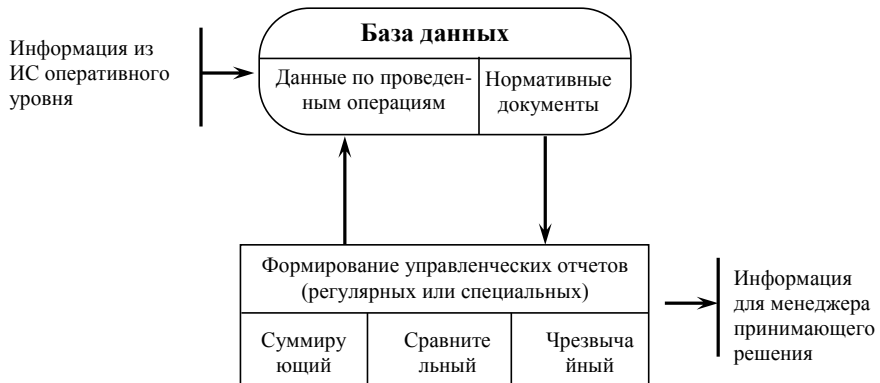 База данных
Информация из
ИС оперативного
уровня
Данные по проведен-
ным операциям
Нормативные
документы
Формирование управленческих отчетов
(регулярных или специальных)
Суммиру
ющий
Сравните
льный
Чрезвыча
йный
Информация
для менеджера
принимающего
решения